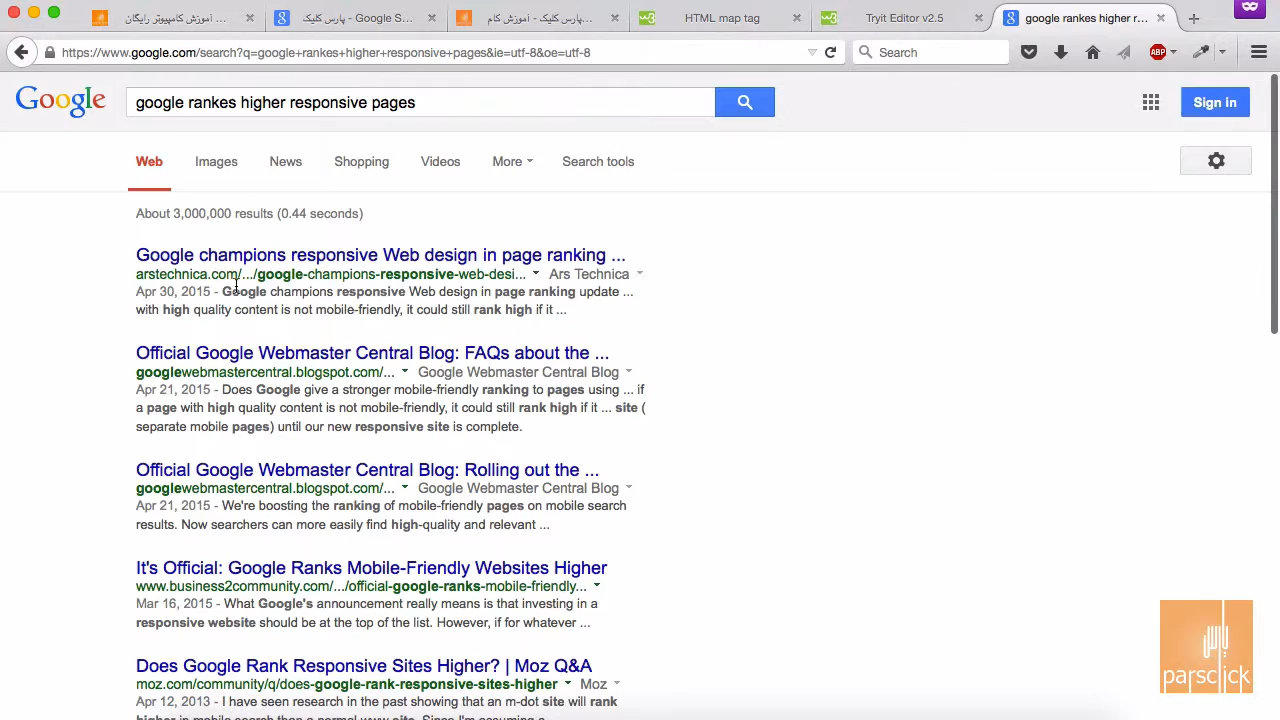 آموزش کامپیوتر رایگان ...
پارس کلیک - Google S...
پارس کلیک - آموزش کام...
HTML map tag
Tryit Editor v2.5
google rankes higher r...
https://www.google.com/search?q=google+rankes+higher+responsive+pages&ie=utf-8&oe=utf-8
Search
ABP
Google
google rankes higher responsive pages
Sign in
Web Images News Shopping Videos More Search tools
About 3,000,000 results (0.44 seconds)
Google champions responsive Web design in page ranking ...
arstechnica.com/.../google-champions-responsive-web-desi... Ars Technica
Apr 30, 2015 - Google champions responsive Web design in page ranking update ...
with high quality content is not mobile-friendly, it could still rank high if it ...
Official Google Webmaster Central Blog: FAQs about the ...
googlewebmastercentral.blogspot.com/... Google Webmaster Central Blog
Apr 21, 2015 - Does Google give a stronger mobile-friendly ranking to pages using ... if
a page with high quality content is not mobile-friendly, it could still rank high if it ... site (
separate mobile pages) until our new responsive site is complete.
Official Google Webmaster Central Blog: Rolling out the ...
googlewebmastercentral.blogspot.com/... Google Webmaster Central Blog
Apr 21, 2015 - We're boosting the ranking of mobile-friendly pages on mobile search
results. Now searchers can more easily find high-quality and relevant ...
It's Official: Google Ranks Mobile-Friendly Websites Higher
www.business2community.com/.../official-google-ranks-mobile-friendly...
Mar 16, 2015 - What Google's announcement really means is that investing in a
responsive website should be at the top of the list. However, if for whatever ...
Does Google Rank Responsive Sites Higher? | Moz Q&A
moz.com/community/q/does-google-rank-responsive-sites-higher Moz
Apr 12, 2013 - I have seen research in the past showing that an m-dot site will rank
higher in mobile search than a normal www site. Since I'm assuming a
parsclick